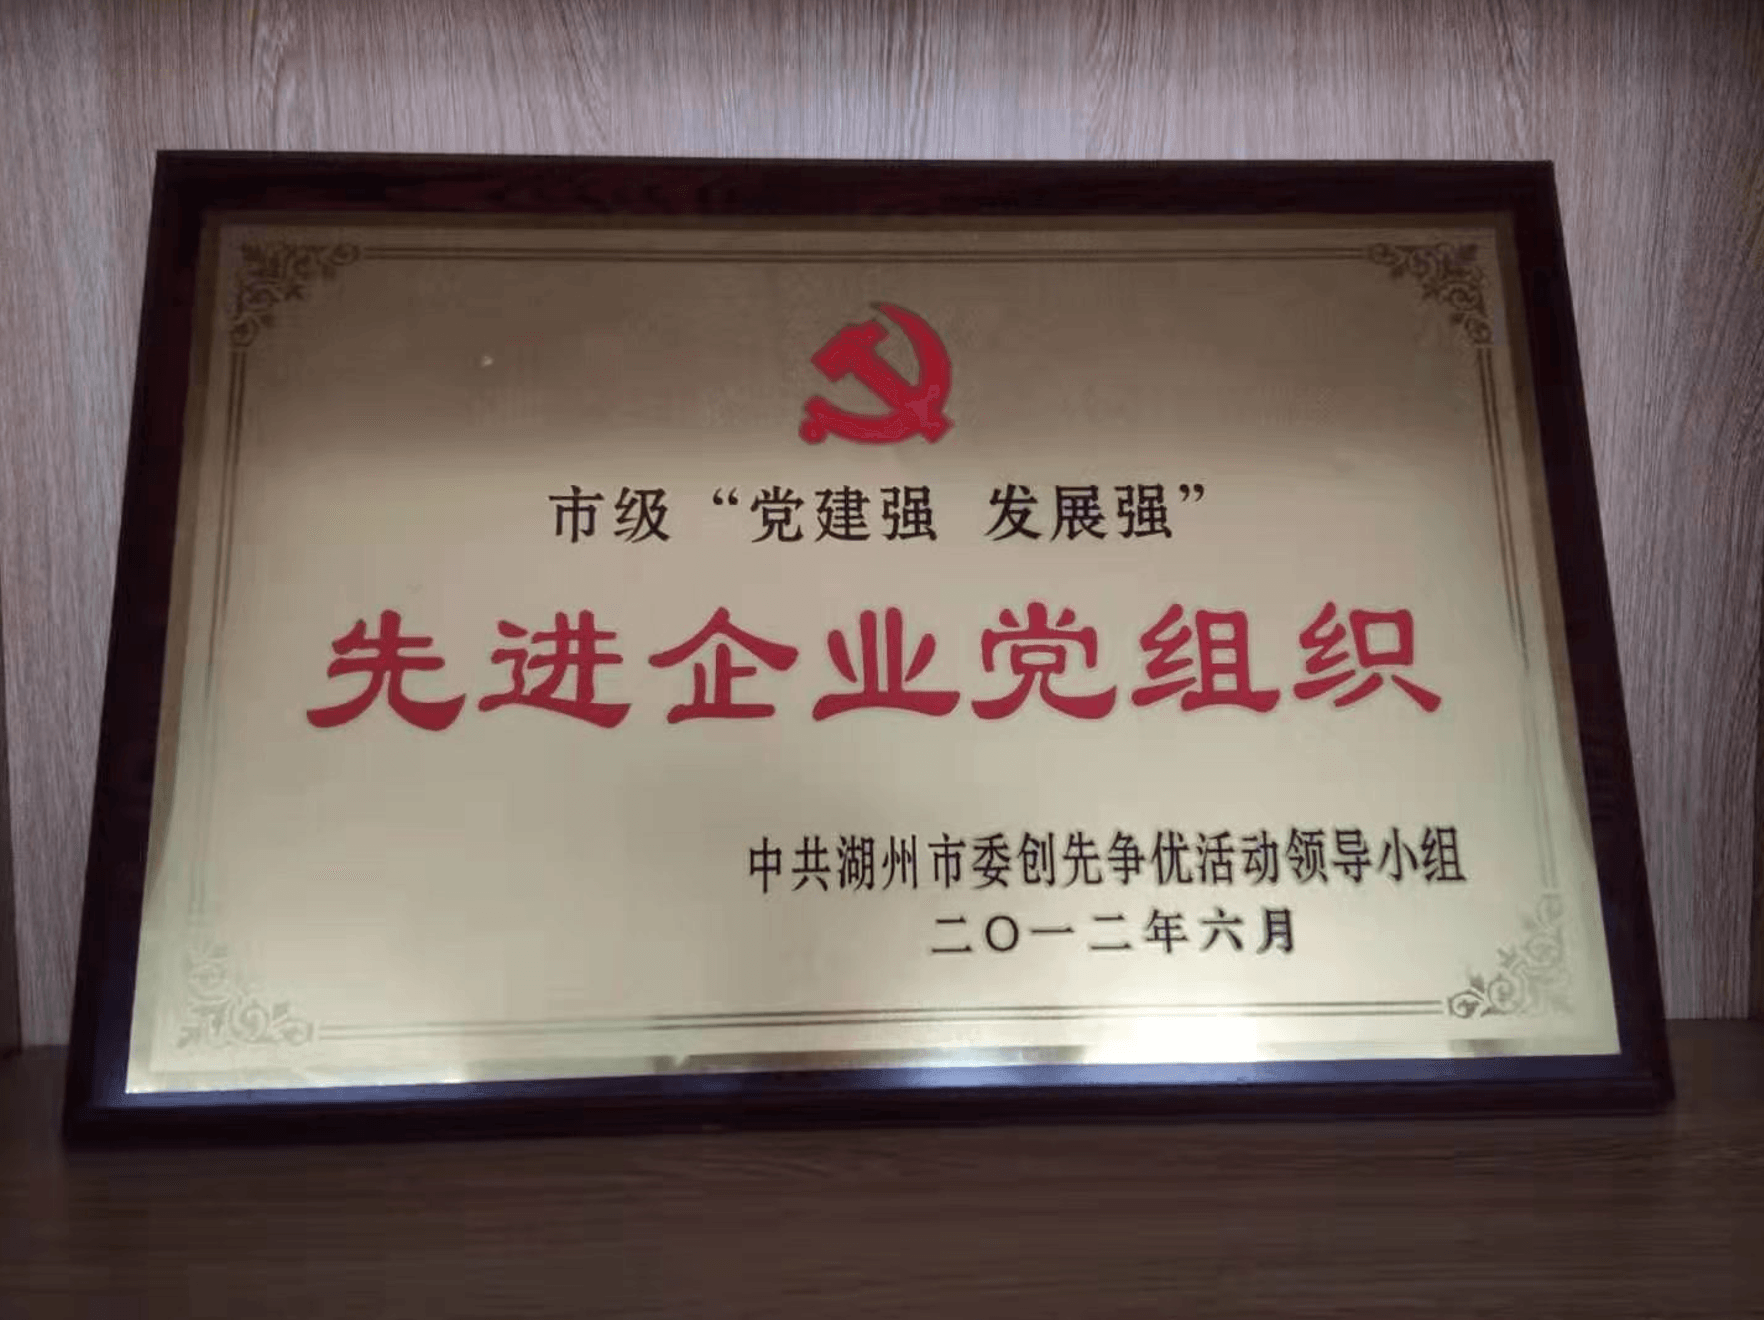 市级“党建强 发展强”
先进企业党组织
中共湖州市委创先争优活动领导小组
二〇一二年六月